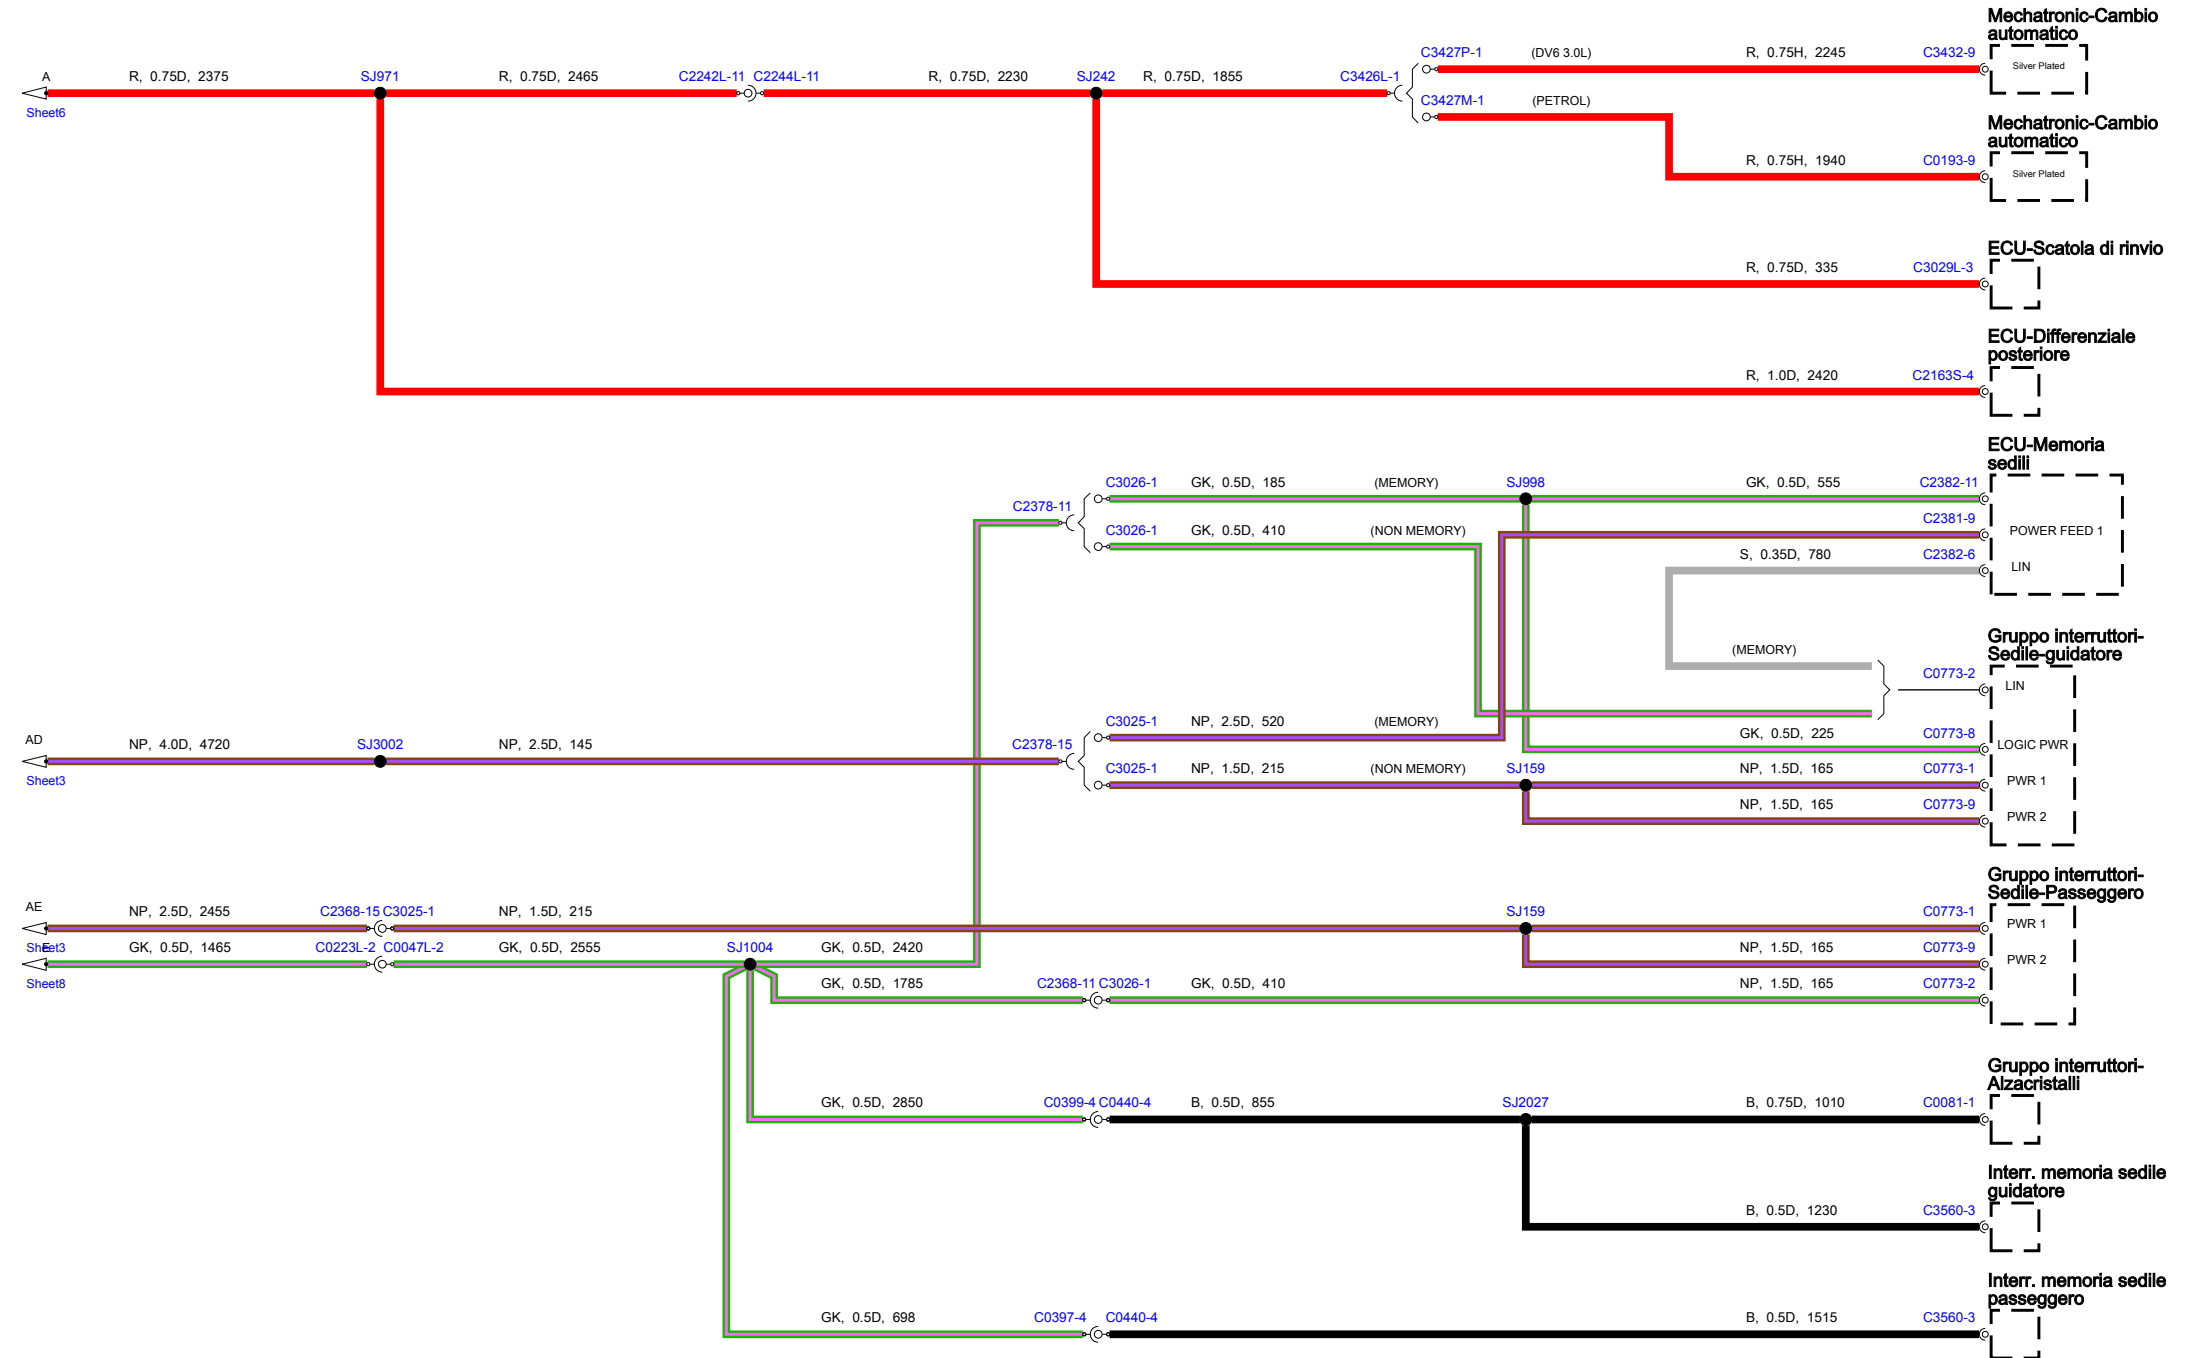 Mechatronic-Cambio
automatico
C3427P-1 (DV6 3.0L) R, 0.75H, 2245 C3432-9
Silver Plated
A R, 0.75D, 2375 SJ971 R, 0.75D, 2465 C2242L-11 C2244L-11 R, 0.75D, 2230 SJ242 R, 0.75D, 1855 C3426L-1
Sheet6
C3427M-1 (PETROL)
Mechatronic-Cambio
automatico
R, 0.75H, 1940 C0193-9
Silver Plated
ECU-Scatola di rinvio
R, 0.75D, 335 C3029L-3
ECU-Differenziale
posteriore
R, 1.0D, 2420 C2163S-4
ECU-Memoria
sedili
C3026-1 GK, 0.5D, 185 (MEMORY) SJ998 GK, 0.5D, 555 C2382-11
C2378-11
C2381-9
C3026-1 GK, 0.5D, 410 (NON MEMORY)
POWER FEED 1
S, 0.35D, 780 C2382-6
LIN
Gruppo interruttori-
Sedile-guidatore
(MEMORY)
C0773-2
LIN
C3025-1 NP, 2.5D, 520 (MEMORY)
GK, 0.5D, 225 C0773-8
AD NP, 4.0D, 4720 SJ3002 NP, 2.5D, 145 C2378-15
LOGIC PWR
Sheet3
C3025-1 NP, 1.5D, 215 (NON MEMORY) SJ159 NP, 1.5D, 165 C0773-1
PWR 1
NP, 1.5D, 165 C0773-9
PWR 2
Gruppo interruttori-
Sedile-Passeggero
AE NP, 2.5D, 2455 C2368-15 C3025-1 NP, 1.5D, 215 SJ159 C0773-1
PWR 1
Sheet3
E GK, 0.5D, 1465 C0223L-2 C0047L-2 GK, 0.5D, 2555 SJ1004 GK, 0.5D, 2420 NP, 1.5D, 165 C0773-9
PWR 2
Sheet8
GK, 0.5D, 1785 C2368-11 C3026-1 GK, 0.5D, 410 NP, 1.5D, 165 C0773-2
Gruppo interruttori-
Alzacristalli
GK, 0.5D, 2850 C0399-4 C0440-4 B, 0.5D, 855 SJ2027 B, 0.75D, 1010 C0081-1
Interr. memoria sedile
guidatore
B, 0.5D, 1230 C3560-3
Interr. memoria sedile
passeggero
GK, 0.5D, 698 C0397-4 C0440-4 B, 0.5D, 1515 C3560-3